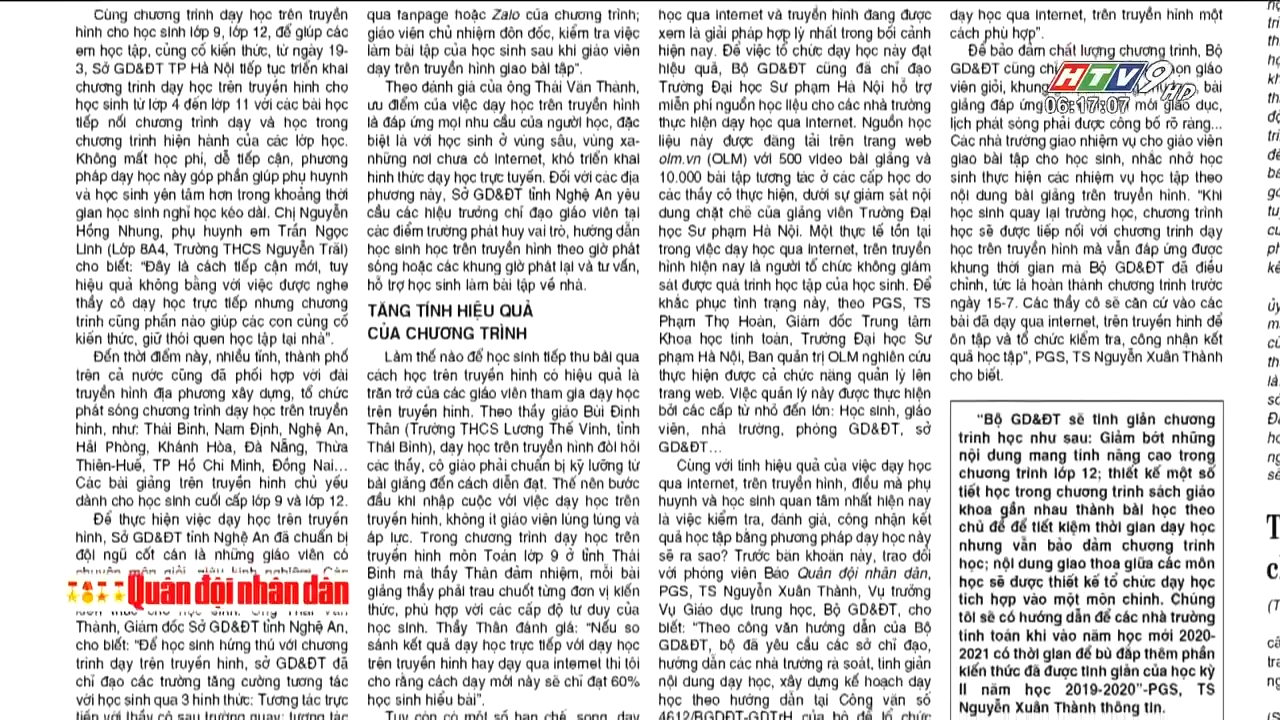 Cùng chương trình dạy học trên truyền
hình cho học sinh lớp 9, lớp 12, để giúp các
em học tập, củng cố kiến thức, từ ngày 19-
3, Sở GD&ĐT TP Hà Nội tiếp tục triển khai
chương trình dạy học trên truyền hình cho
học sinh từ lớp 4 đến lớp 11 với các bài học
tiếp nối chương trình dạy và học trong
chương trình hiện hành của các lớp học.
Không mất học phí, dễ tiếp cận, phương
pháp dạy học này góp phần giúp phụ huynh
và học sinh yên tâm hơn trong khoảng thời
gian học sinh nghỉ học kéo dài. Chị Nguyễn
Hồng Nhung, phụ huynh em Trần Ngọc
Linh (Lớp 8A4, Trường THCS Nguyễn Trãi)
cho biết: “Đây là cách tiếp cận mới, tuy
hiệu quả không bằng với việc được nghe
thầy cô dạy học trực tiếp nhưng chương
trình cũng phần nào giúp các con củng cố
kiến thức, giữ thói quen học tập tại nhà”.
Đến thời điểm này, nhiều tỉnh, thành phố
trên cả nước cũng đã phối hợp với đài
truyền hình địa phương xây dựng, tổ chức
phát sóng chương trình dạy học trên truyền
hình, như: Thái Bình, Nam Định, Nghệ An,
Hải Phòng, Khánh Hòa, Đà Nẵng, Thừa
Thiên-Huế, TP Hồ Chí Minh, Đồng Nai...
Các bài giảng trên truyền hình chủ yếu
dành cho học sinh cuối cấp lớp 9 và lớp 12.
Để thực hiện việc dạy học trên truyền
hình, Sở GD&ĐT tỉnh Nghệ An đã chuẩn bị
đội ngũ cốt cán là những giáo viên có
Quân đội nhân dân
Thành, Giám đốc Sở GD&ĐT tỉnh Nghệ An,
cho biết: “Để học sinh hứng thú với chương
trình dạy trên truyền hình, sở GD&ĐT đã
chỉ đạo các trường tăng cường tương tác
với học sinh qua 3 hình thức: Tương tác trực
tiếp với thầy cô sau trường quay; tương tác
qua fanpage hoặc Zalo của chương trình;
giáo viên chủ nhiệm đôn đốc, kiểm tra việc
làm bài tập của học sinh sau khi giáo viên
dạy trên truyền hình giao bài tập”.
Theo đánh giá của ông Thái Văn Thành,
ưu điểm của việc dạy học trên truyền hình
là đáp ứng mọi nhu cầu của người học, đặc
biệt là với học sinh ở vùng sâu, vùng xa-
những nơi chưa có Internet, khó triển khai
hình thức dạy học trực tuyến. Đối với các địa
phương này, Sở GD&ĐT tỉnh Nghệ An yêu
cầu các hiệu trưởng chỉ đạo giáo viên tại
các điểm trường phát huy vai trò, hướng dẫn
học sinh học trên truyền hình theo giờ phát
sóng hoặc các khung giờ phát lại và tư vấn,
hỗ trợ học sinh làm bài tập về nhà.
TĂNG TÍNH HIỆU QUẢ
CỦA CHƯƠNG TRÌNH
Làm thế nào để học sinh tiếp thu bài qua
cách học trên truyền hình có hiệu quả là
trăn trở của các giáo viên tham gia dạy học
trên truyền hình. Theo thầy giáo Bùi Đình
Thân (Trường THCS Lương Thế Vinh, tỉnh
Thái Bình), dạy học trên truyền hình đòi hỏi
các thầy, cô giáo phải chuẩn bị kỹ lưỡng từ
bài giảng đến cách diễn đạt. Thế nên bước
đầu khi nhập cuộc với việc dạy học trên
truyền hình, không ít giáo viên lúng túng và
áp lực. Trong chương trình dạy học trên
truyền hình môn Toán lớp 9 ở tỉnh Thái
Bình mà thầy Thân đảm nhiệm, mỗi bài
giảng thầy phải trau chuốt từng đơn vị kiến
thức, phù hợp với các cấp độ tư duy của
học sinh. Thầy Thân đánh giá: “Nếu so
sánh kết quả dạy học trực tiếp với dạy học
trên truyền hình hay dạy qua internet thì tôi
cho rằng cách dạy mới này sẽ chỉ đạt 60%
học sinh hiểu bài”.
Tuy còn có một số hạn chế, song, dạy
học qua Internet và truyền hình đang được
xem là giải pháp hợp lý nhất trong bối cảnh
hiện nay. Để việc tổ chức dạy học này đạt
hiệu quả, Bộ GD&ĐT cũng đã chỉ đạo
Trường Đại học Sư phạm Hà Nội hỗ trợ
miễn phí nguồn học liệu cho các nhà trường
thực hiện dạy học qua Internet. Nguồn học
liệu này được đăng tải trên trang web
olm.vn (OLM) với 500 video bài giảng và
10.000 bài tập tương tác ở các cấp học do
các thầy cô thực hiện, dưới sự giám sát nội
dung chặt chẽ của giảng viên Trường Đại
học Sư phạm Hà Nội. Một thực tế tồn tại
trong việc dạy học qua Internet, trên truyền
hình hiện nay là người tổ chức không giám
sát được quá trình học tập của học sinh. Để
khắc phục tình trạng này, theo PGS, TS
Phạm Thọ Hoàn, Giám đốc Trung tâm
Khoa học tính toán, Trường Đại học Sư
phạm Hà Nội, Ban quản trị OLM nghiên cứu
thực hiện được cả chức năng quản lý lên
trang web. Việc quản lý này được thực hiện
bởi các cấp từ nhỏ đến lớn: Học sinh, giáo
viên, nhà trường, phòng GD&ĐT, sở
GD&ĐT...
Cùng với tính hiệu quả của việc dạy học
qua Internet, trên truyền hình, điều mà phụ
huynh và học sinh quan tâm nhất hiện nay
là việc kiểm tra, đánh giá, công nhận kết
quả học tập bằng phương pháp dạy học này
sẽ ra sao? Trước băn khoăn này, trao đổi
với phóng viên Báo Quân đội nhân dân,
PGS, TS Nguyễn Xuân Thành, Vụ trưởng
Vụ Giáo dục trung học, Bộ GD&ĐT, cho
biết: “Theo công văn hướng dẫn của Bộ
GD&ĐT, bộ đã yêu cầu các sở chỉ đạo,
hướng dẫn các nhà trường rà soát, tinh giản
nội dung dạy học, xây dựng kế hoạch dạy
học theo hướng dẫn tại Công văn số
4612/BGDĐT-GDTrH của bộ để tổ chức
dạy học qua Internet, trên truyền hình một
cách phù hợp”.
Để bảo đảm chất lượng chương trình, Bộ
GD&ĐT cũng chỉ ọn giáo
viên giỏi, khung bài
giảng đáp ứng mới giáo dục,
lịch phát sóng phải được công bố rõ ràng...
Các nhà trường giao nhiệm vụ cho giáo viên
giao bài tập cho học sinh, nhắc nhở học
sinh thực hiện các nhiệm vụ học tập theo
nội dung bài giảng trên truyền hình. “Khi
học sinh quay lại trường học, chương trình
học sẽ được tiếp nối với chương trình dạy
học trên truyền hình mà vẫn đáp ứng được
khung thời gian mà Bộ GD&ĐT đã điều
chỉnh, tức là hoàn thành chương trình trước
ngày 15-7. Các thầy cô sẽ căn cứ vào các
bài đã dạy qua internet, trên truyền hình để
ôn tập và tổ chức kiểm tra, công nhận kết
quả học tập”, PGS, TS Nguyễn Xuân Thành
cho biết.
“Bộ GD&ĐT sẽ tinh giản chương
trình học như sau: Giảm bớt những
nội dung mang tính nâng cao trong
chương trình lớp 12; thiết kế một số
tiết học trong chương trình sách giáo
khoa gần nhau thành bài học theo
chủ đề để tiết kiệm thời gian dạy học
nhưng vẫn bảo đảm chương trình
học; nội dung giao thoa giữa các môn
học sẽ được thiết kế tổ chức dạy học
tích hợp vào một môn chính. Chúng
tôi sẽ có hướng dẫn để các nhà trường
tính toán khi vào năm học mới 2020-
2021 có thời gian để bù đắp thêm phần
kiến thức đã được tinh giản của học kỳ
II năm học 2019-2020”-PGS, TS
Nguyễn Xuân Thành thông tin.
HTV9 HD
06:17:07